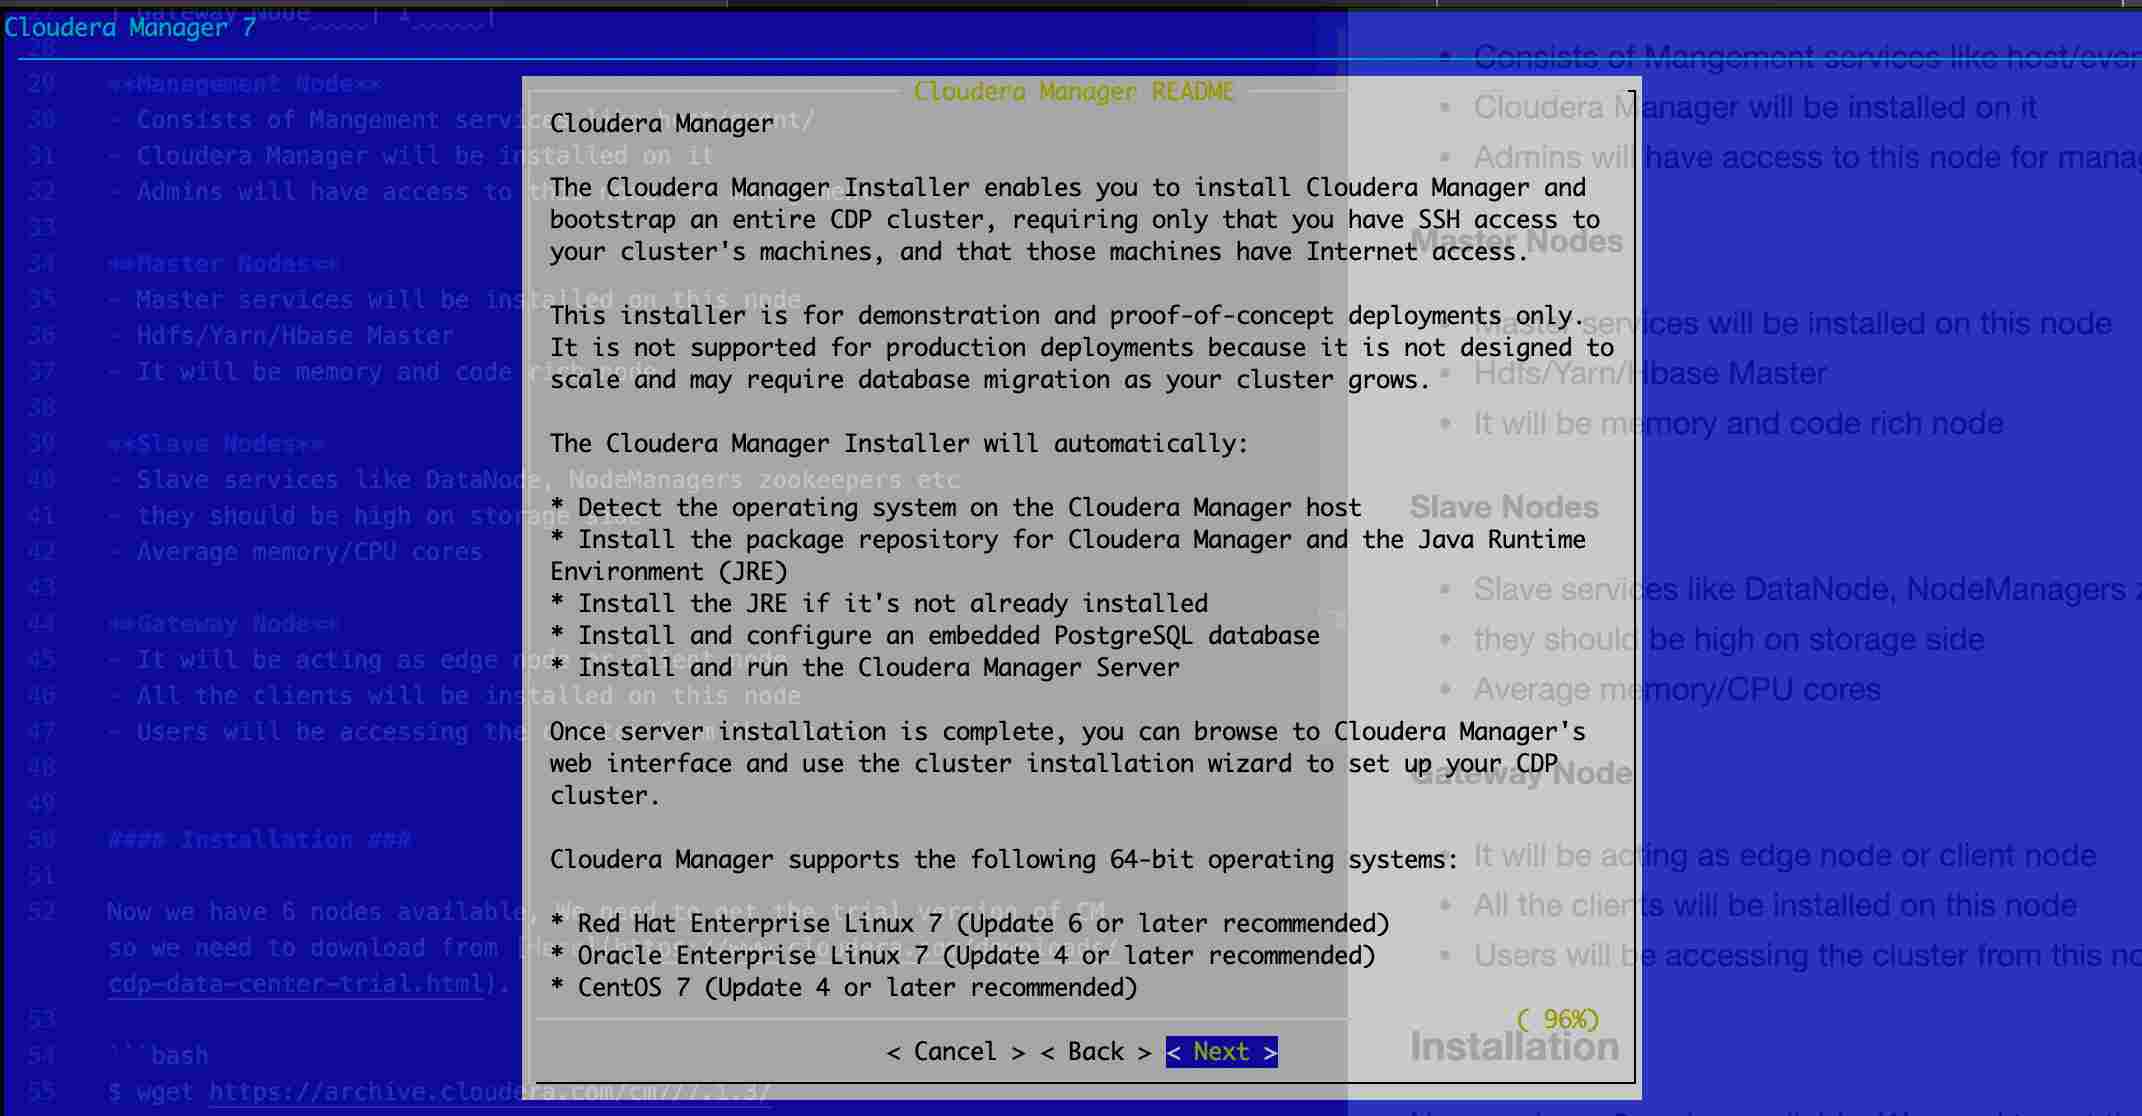 Gateway Node_____| 1______|
Cloudera Manager 7
28
29 **Management Node**
30 - Consists of Mangement services like host/event/
31 - Cloudera Manager will be installed on it
32 - Admins will have access to this node for management
33
34 **Master Nodes**
35 - Master services will be installed on this node
36 - Hdfs/Yarn/Hbase Master
37 - It will be memory and code rich node
38
39 **Slave Nodes**
40 - Slave services like DataNode, NodeManagers zookeepers etc
41 - they should be high on storage side
42 - Average memory/CPU cores
43
44 **Gateway Node**
45 - It will be acting as edge node or client node
46 - All the clients will be installed on this node
47 - Users will be accessing the
48
49
50 #### Installation ###
51
52 Now we have 6 nodes available, We need to get the trial version of CM
so we need to download from [Here](https://www.cloudera.com/downloads/
cdp-data-center-trial.html).
53
54 ```bash
55 $ wget https://archive.cloudera.com/cm7/7.1.3/
Cloudera Manager README
Cloudera Manager
The Cloudera Manager Installer enables you to install Cloudera Manager and
bootstrap an entire CDP cluster, requiring only that you have SSH access to
your cluster's machines, and that those machines have Internet access.
This installer is for demonstration and proof-of-concept deployments only.
It is not supported for production deployments because it is not designed to
scale and may require database migration as your cluster grows.
The Cloudera Manager Installer will automatically:
* Detect the operating system on the Cloudera Manager host
* Install the package repository for Cloudera Manager and the Java Runtime
Environment (JRE)
* Install the JRE if it's not already installed
* Install and configure an embedded PostgreSQL database
* Install and run the Cloudera Manager Server
Once server installation is complete, you can browse to Cloudera Manager's
web interface and use the cluster installation wizard to set up your CDP
cluster.
Cloudera Manager supports the following 64-bit operating systems:
* Red Hat Enterprise Linux 7 (Update 6 or later recommended)
* Oracle Enterprise Linux 7 (Update 4 or later recommended)
* CentOS 7 (Update 4 or later recommended)
( 96%)
< Cancel > < Back > < Next >
• Consists of Mangement services like host/even
• Cloudera Manager will be installed on it
• Admins will have access to this node for manag
Master Nodes
• Master services will be installed on this node
• Hdfs/Yarn/Hbase Master
• It will be memory and code rich node
Slave Nodes
• Slave services like DataNode, NodeManagers z
• they should be high on storage side
• Average memory/CPU cores
Gateway Node
• It will be acting as edge node or client node
• All the clients will be installed on this node
• Users will be accessing the cluster from this no
Installation